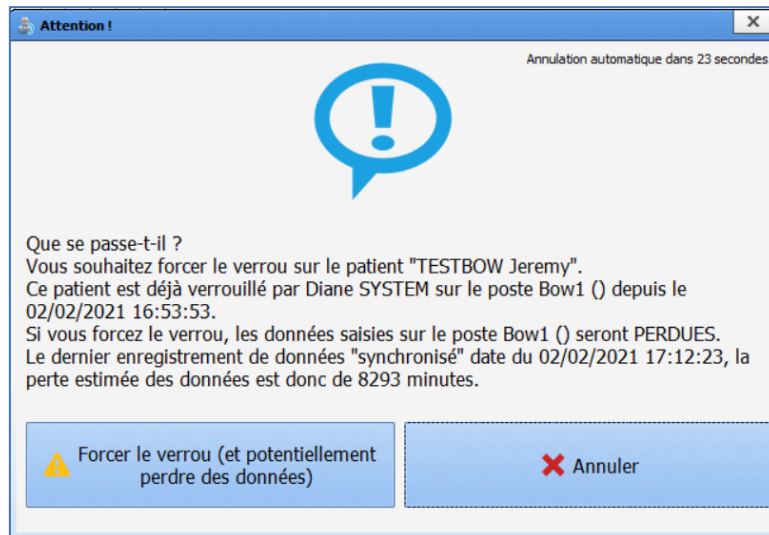 Attention !
Annulation automatique dans 23 secondes
Que se passe-t-il ?
Vous souhaitez forcer le verrou sur le patient "TESTBOW Jeremy".
Ce patient est déjà verrouillé par Diane SYSTEM sur le poste Bow1 () depuis le
02/02/2021 16:53:53.
Si vous forcez le verrou, les données saisies sur le poste Bow1 () seront PERDUES.
Le dernier enregistrement de données "synchronisé" date du 02/02/2021 17:12:23, la
perte estimée des données est donc de 8293 minutes.
Forcer le verrou (et potentiellement
perdre des données)
Annuler